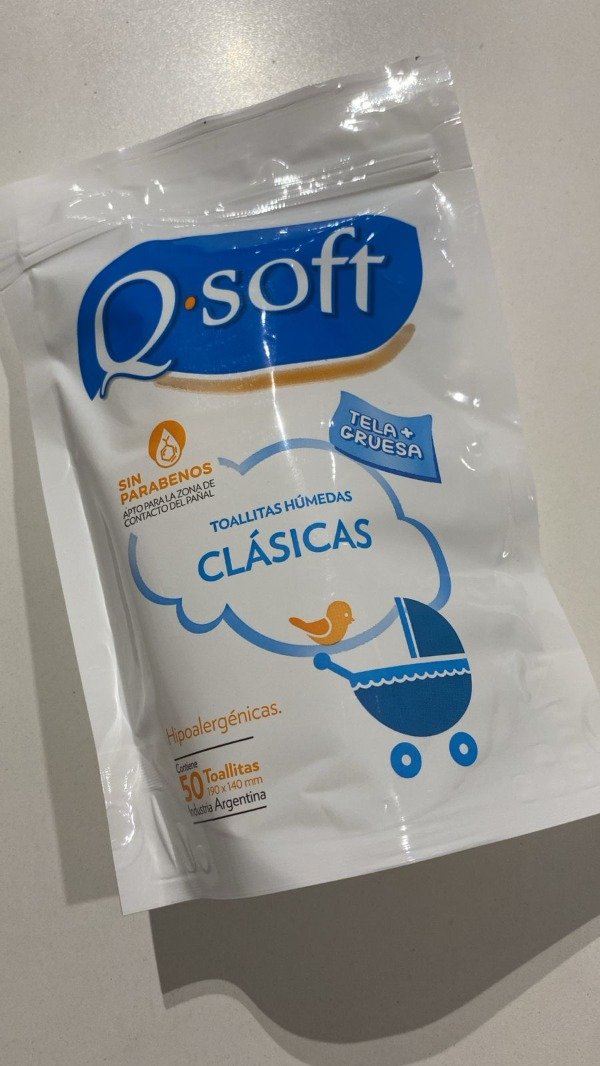 Q·soft
TELA +
GRUESA
SIN
PARABENOS
APTO PARA LA ZONA DE
CONTACTO DEL PAÑAL
TOALLITAS HÚMEDAS
CLÁSICAS
Hipoalergénicas.
Contiene
50 Toallitas
190 x 140 mm
Industria Argentina